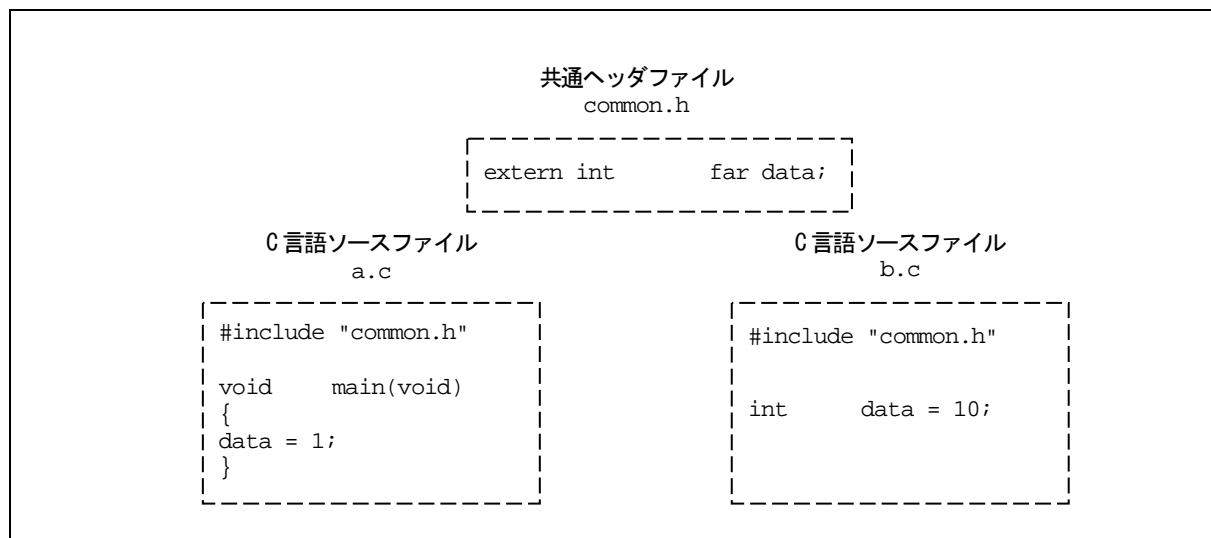 共通ヘッダファイル
common.h
extern int far data;
C言語ソースファイル
a.c
#include "common.h"
void main(void)
{
data = 1;
}
C言語ソースファイル
b.c
#include "common.h"
int data = 10;